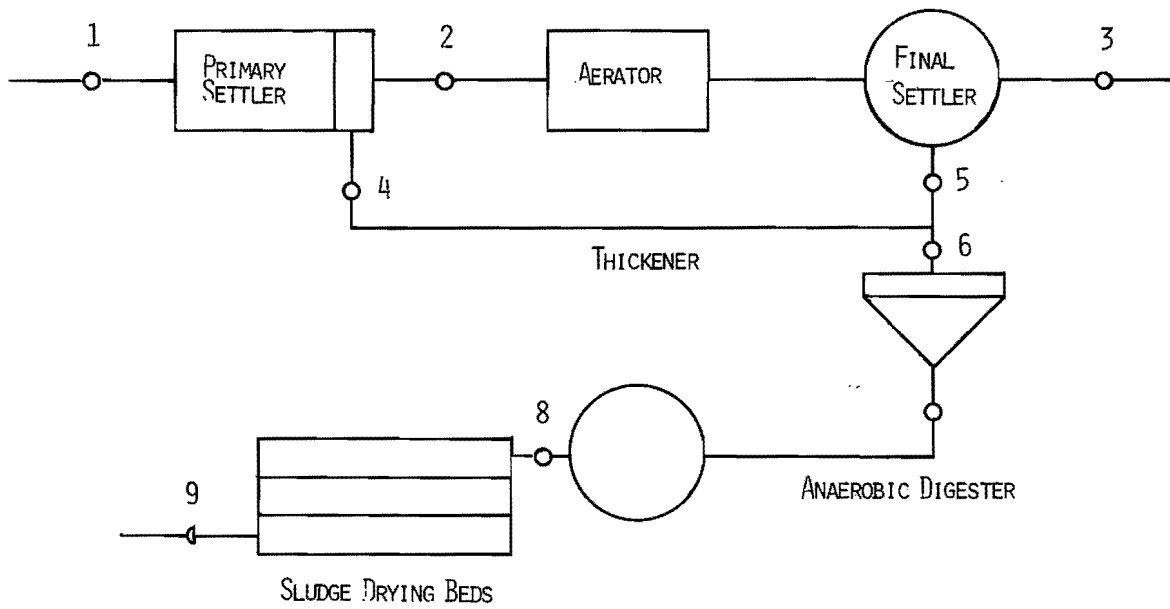 1
2
3
PRIMARY
SETTLER
AERATOR
FINAL
SETTLER
4
5
6
THICKENER
8
9
ANAEROBIC DIGESTER
SLUDGE DRYING BEDS